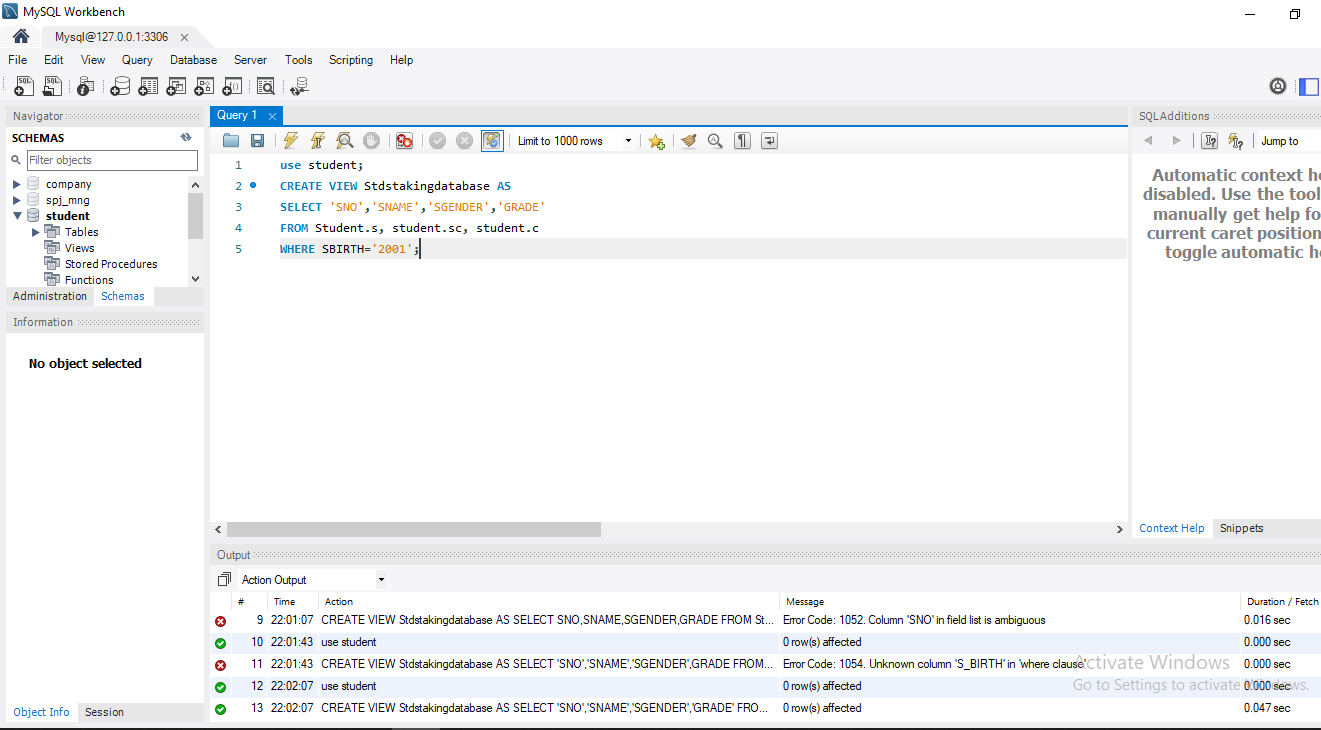 MySQL Workbench
Mysql@127.0.0.1:3306
File Edit View Query Database Server Tools Scripting Help
Navigator
SCHEMAS
Filter objects
company
spj_mng
student
Tables
Views
Stored Procedures
Functions
Administration Schemas
Information
No object selected
Object Info Session
Query 1
Limit to 1000 rows
1 use student;
2 CREATE VIEW Stdstakingdatabase AS
3 SELECT 'SNO','SNAME','SGENDER','GRADE'
4 FROM Student.s, student.sc, student.c
5 WHERE SBIRTH='2001';
SQLAdditions
Jump to
Automatic context he
disabled. Use the tool
manually get help fo
current caret position
toggle automatic he
Context Help Snippets
Output
Action Output
# Time Action Message Duration / Fetch
9 22:01:07 CREATE VIEW Stdstakingdatabase AS SELECT SNO,SNAME,SGENDER,GRADE FROM St... Error Code: 1052. Column 'SNO' in field list is ambiguous 0.016 sec
10 22:01:43 use student 0 row(s) affected 0.000 sec
11 22:01:43 CREATE VIEW Stdstakingdatabase AS SELECT 'SNO','SNAME','SGENDER',GRADE FROM... Error Code: 1054. Unknown column 'S_BIRTH' in 'where clause' 0.000 sec
12 22:02:07 use student 0 row(s) affected 0.000 sec
13 22:02:07 CREATE VIEW Stdstakingdatabase AS SELECT 'SNO','SNAME','SGENDER','GRADE' FRO... 0 row(s) affected 0.047 sec
Activate Windows
Go to Settings to activate Windows.